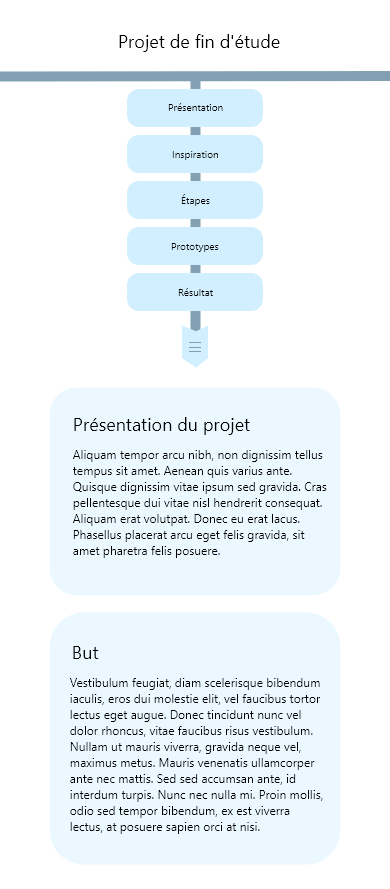 Projet de fin d'étude
Présentation
Inspiration
Étapes
Prototypes
Résultat
Présentation du projet
Aliquam tempor arcu nibh, non dignissim tellus
tempus sit amet. Aenean quis varius ante.
Quisque dignissim vitae ipsum sed gravida. Cras
pellentesque dui vitae nisl hendrerit consequat.
Aliquam erat volutpat. Donec eu erat lacus.
Phasellus placerat arcu eget felis gravida, sit
amet pharetra felis posuere.
But
Vestibulum feugiat, diam scelerisque bibendum
iaculis, eros dui molestie elit, vel faucibus tortor
lectus eget augue. Donec tincidunt nunc vel
dolor rhoncus, vitae faucibus risus vestibulum.
Nullam ut mauris viverra, gravida neque vel,
maximus metus. Mauris venenatis ullamcorper
ante nec mattis. Sed sed accumsan ante, id
interdum turpis. Nunc nec nulla mi. Proin mollis,
odio sed tempor bibendum, ex est viverra
lectus, at posuere sapien orci at nisi.